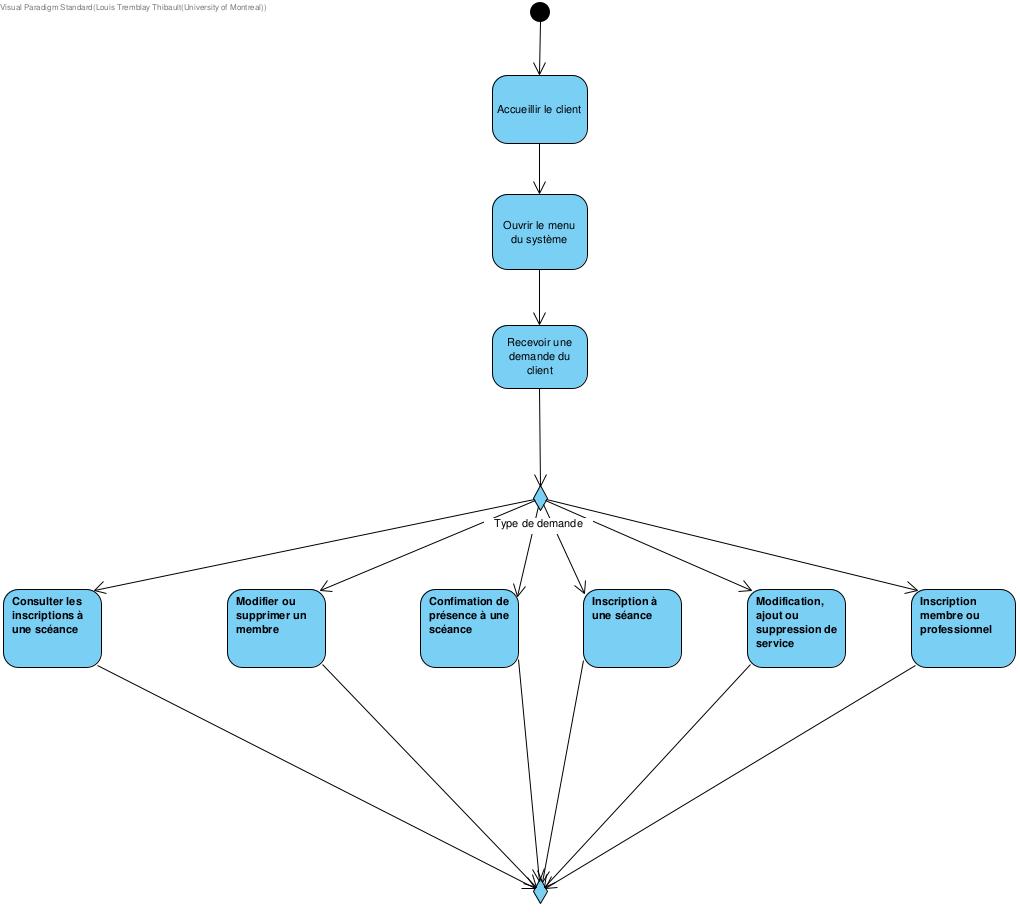 Visual Paradigm Standard(Louis Tremblay Thibault(University of Montreal))
Accueillir le client
Ouvrir le menu
du système
Recevoir une
demande du
client
Type de demande
Consulter les
inscriptions à
une scéance
Modifier ou
supprimer un
membre
Confimation de
présence à une
scéance
Inscription à
une séance
Modification,
ajout ou
suppression de
service
Inscription
membre ou
professionnel